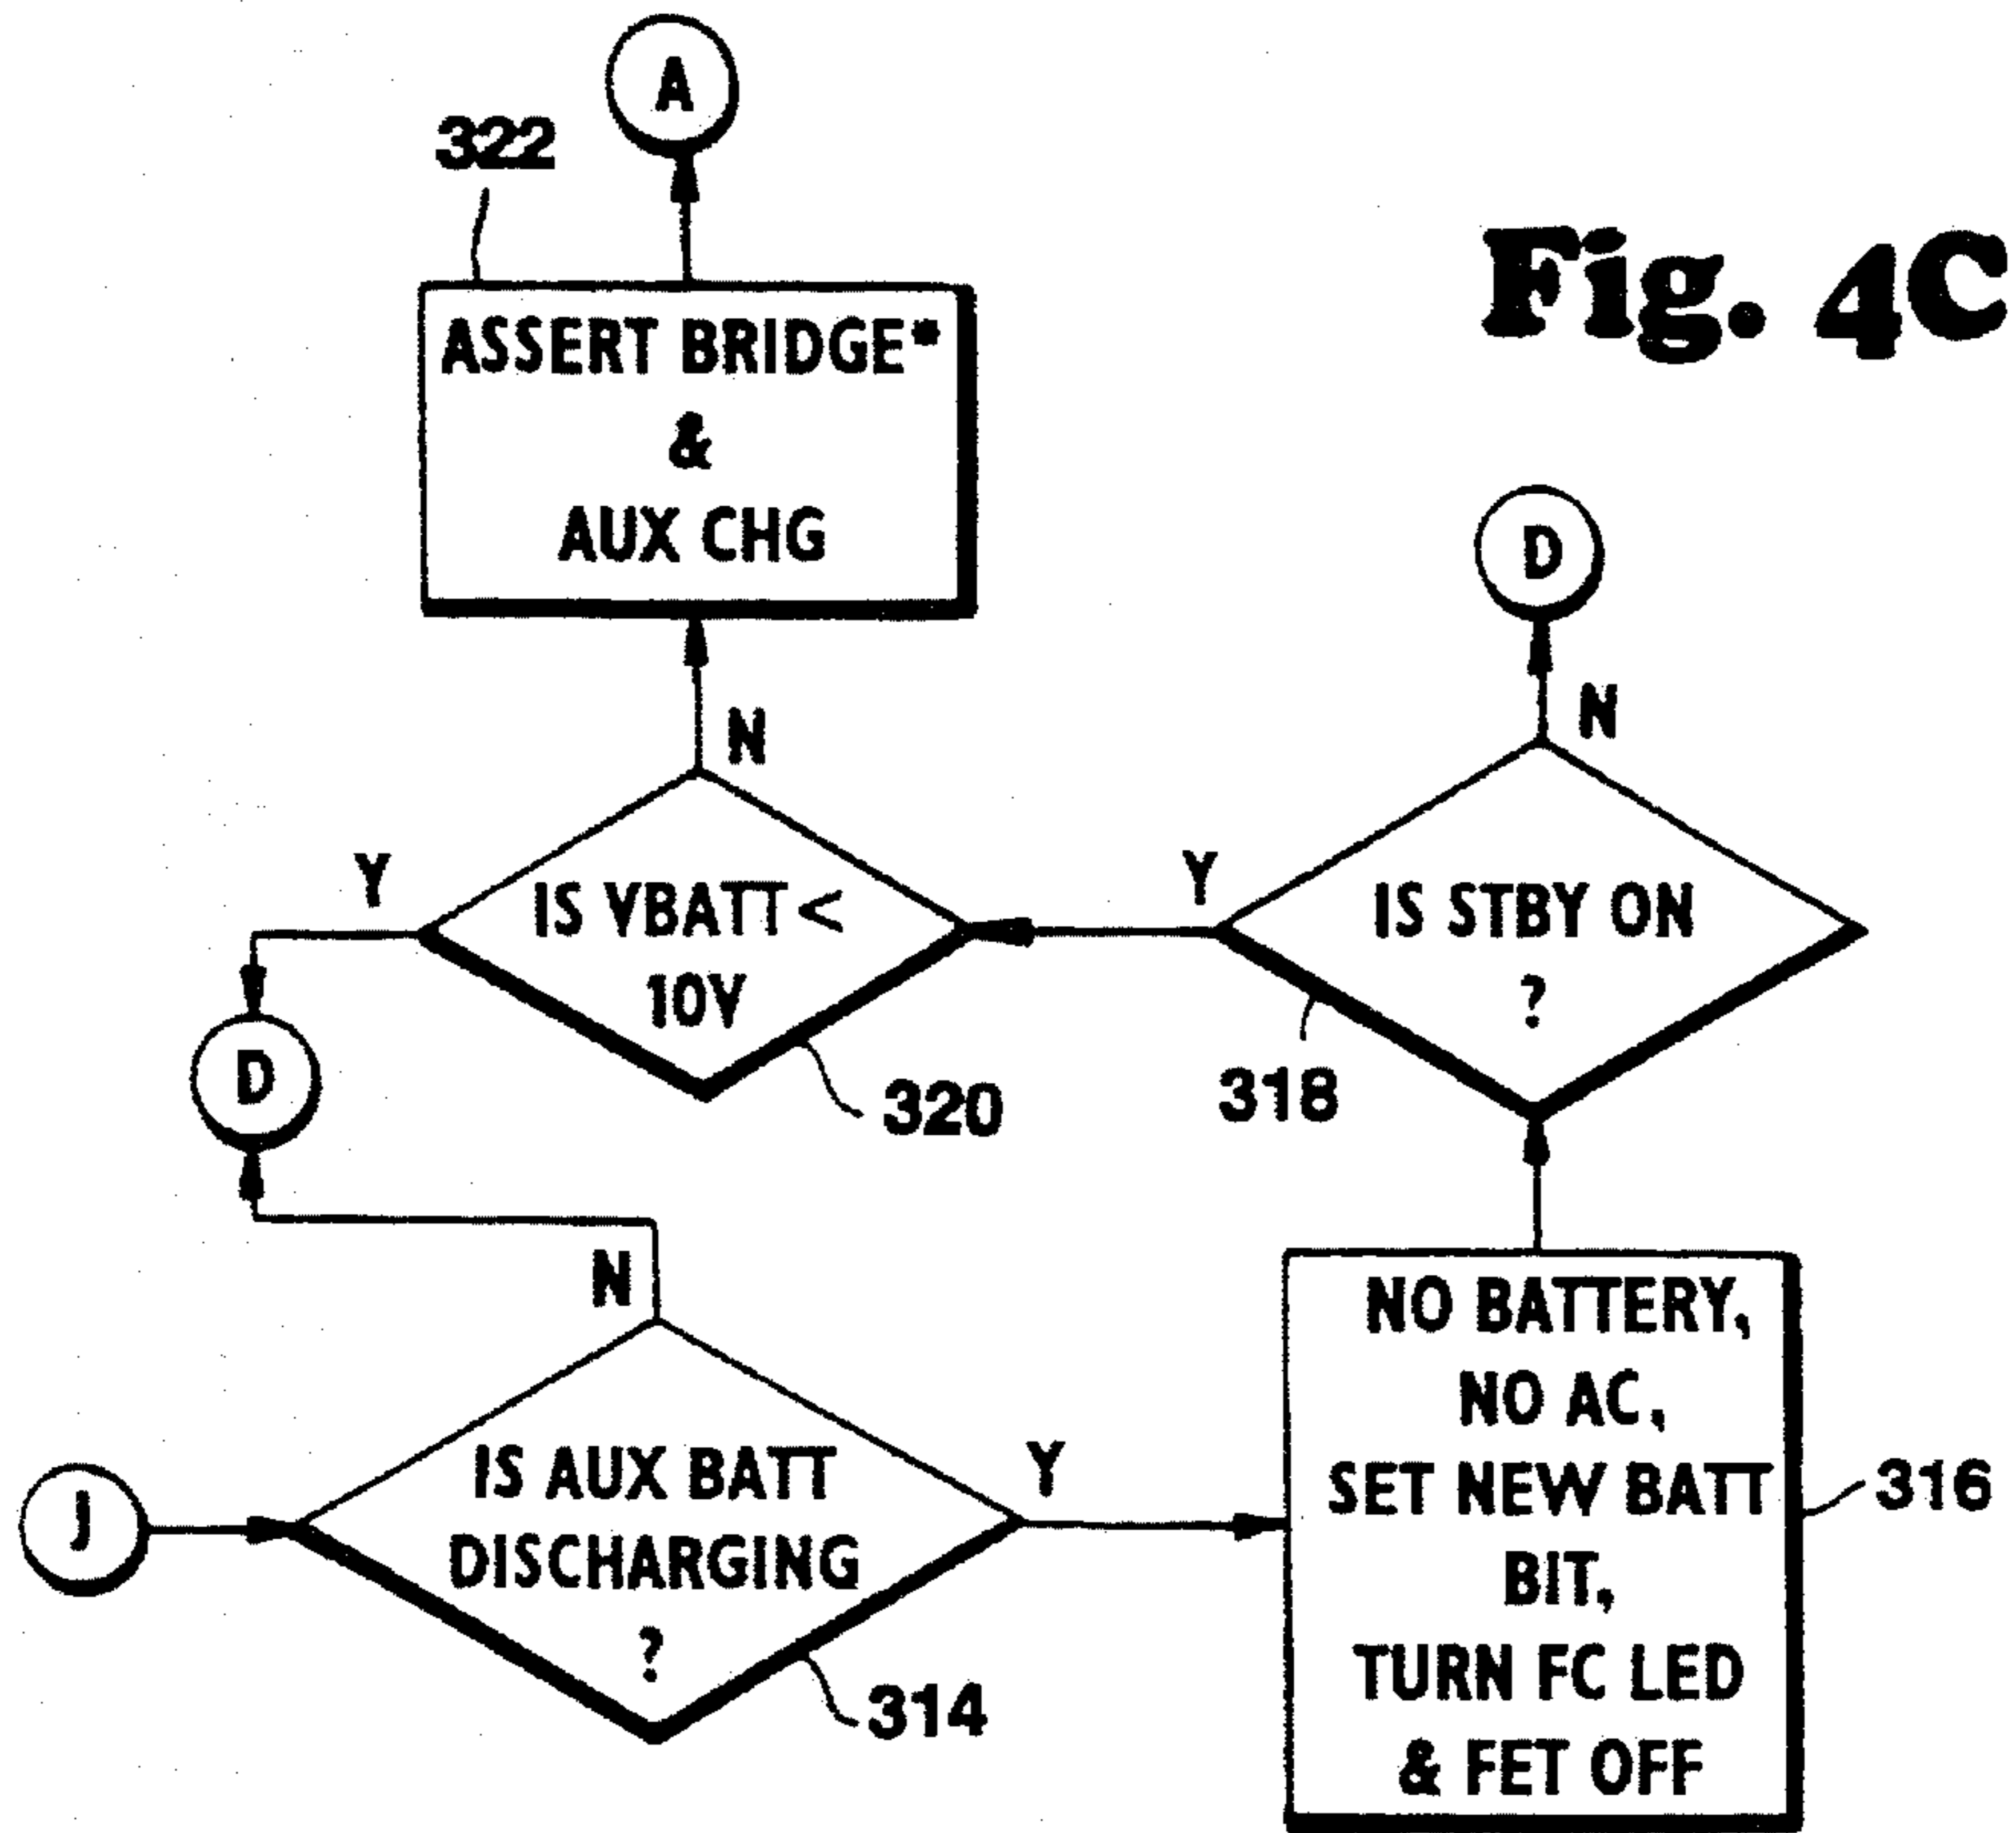 A
322
Fig. 4C
ASSERT BRIDGE*
&
AUX CHG
D
N
N
Y
IS VBATT <
10V
Y
IS STBY ON
?
D
320
318
N
NO BATTERY,
NO AC,
SET NEW BATT
BIT,
TURN FC LED
& FET OFF
316
J
IS AUX BATT
DISCHARGING
?
Y
314